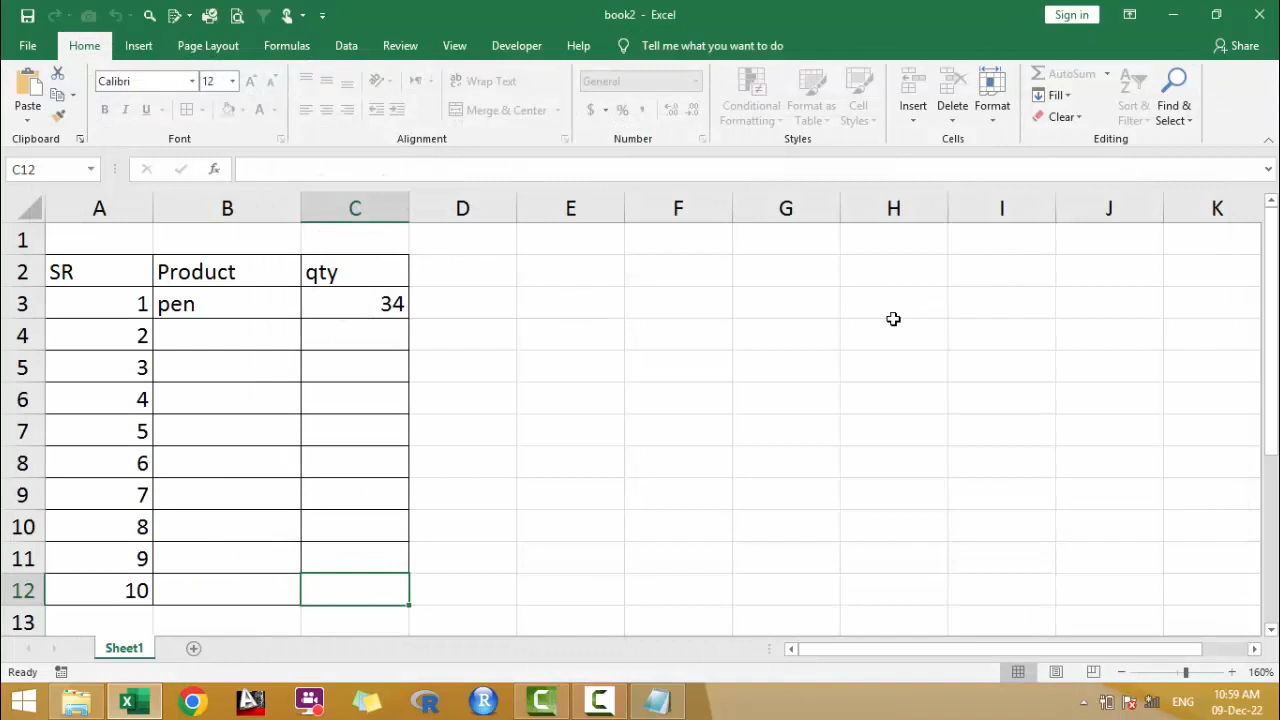 book2 - Excel
Sign in
File Home Insert Page Layout Formulas Data Review View Developer Help Tell me what you want to do Share
Calibri 12 Wrap Text General AutoSum
Paste Fill
B I U Merge & Center $ % Conditional Formatting Format as Table Cell Styles Insert Delete Format Clear Sort & Filter Find & Select
Clipboard Font Alignment Number Styles Cells Editing
C12 fx
A B C D E F G H I J K
1
2 SR Product qty
3 1 pen 34
4 2
5 3
6 4
7 5
8 6
9 7
10 8
11 9
12 10
13
Sheet1
Ready 160%
ENG 10:59 AM
09-Dec-22